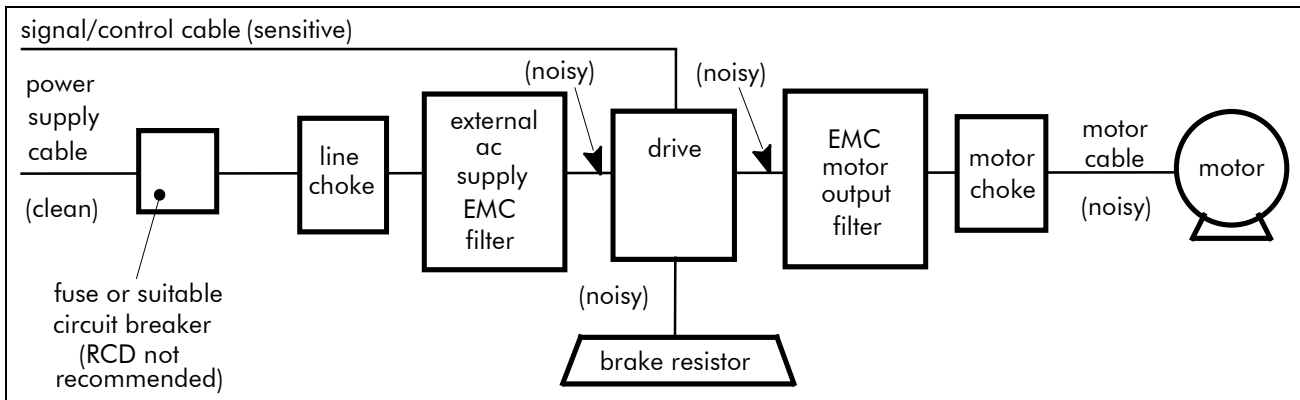 signal/control cable (sensitive)
power
supply
cable
(clean)
fuse or suitable
circuit breaker
(RCD not
recommended)
line
choke
external
ac
supply
EMC
filter
(noisy)
drive
(noisy)
(noisy)
brake resistor
EMC
motor
output
filter
motor
choke
motor
cable
(noisy)
motor